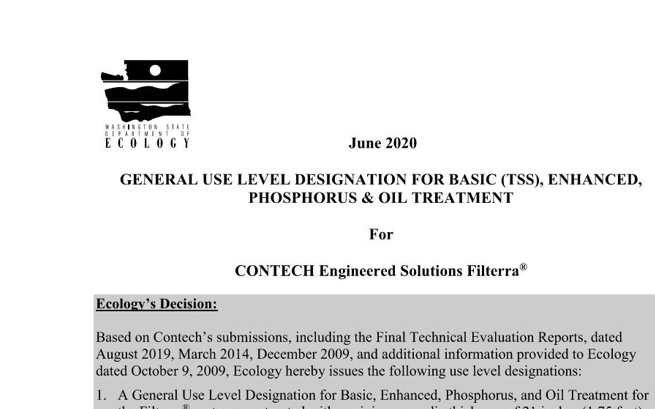 WASHINGTON STATE
DEPARTMENT OF
ECOLOGY
June 2020
GENERAL USE LEVEL DESIGNATION FOR BASIC (TSS), ENHANCED,
PHOSPHORUS & OIL TREATMENT
For
CONTECH Engineered Solutions Filterra®
Ecology's Decision:
Based on Contech's submissions, including the Final Technical Evaluation Reports, dated
August 2019, March 2014, December 2009, and additional information provided to Ecology
dated October 9, 2009, Ecology hereby issues the following use level designations:
1. A General Use Level Designation for Basic, Enhanced, Phosphorus, and Oil Treatment for